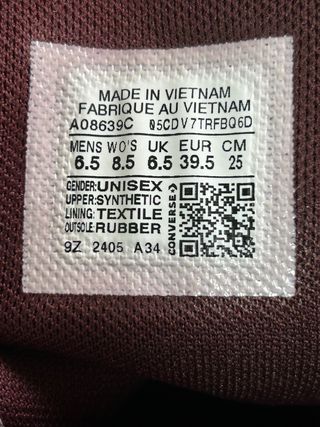 MADE IN VIETNAM
FABRIQUE AU VIETNAM
A08639C 05CDV7TRFBQ6D
MENS WO'S UK EUR CM
6.5 8.5 6.5 39.5 25
GENDER:UNISEX
UPPER:SYNTHETIC
LINING:TEXTILE
OUTSOLE:RUBBER
9Z 2405 A34
CONVERSE